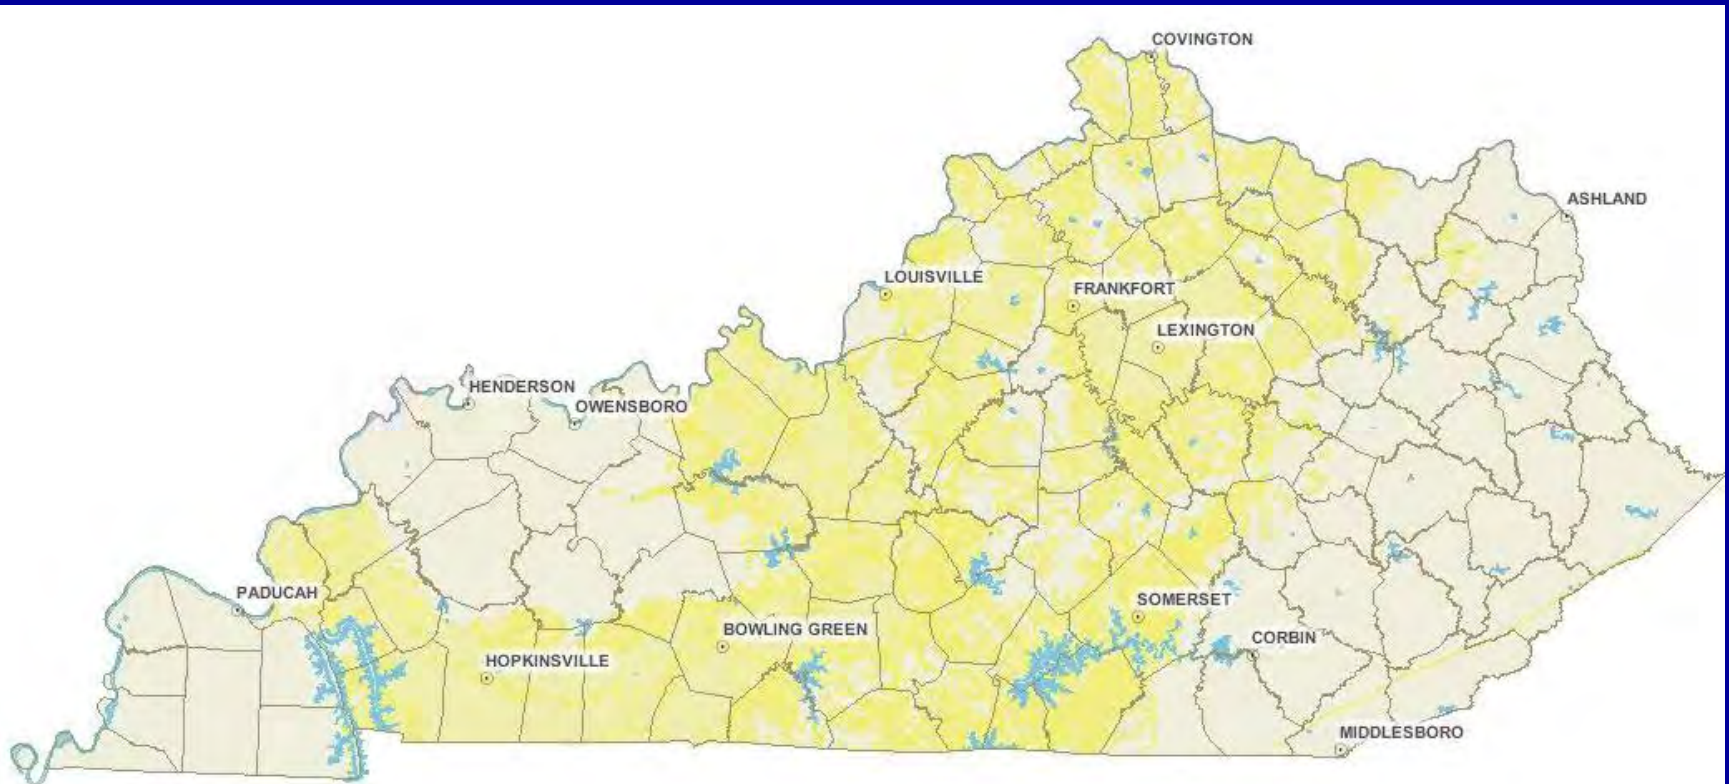 COVINGTON
ASHLAND
LOUISVILLE
FRANKFORT
LEXINGTON
HENDERSON
OWENSBORO
PADUCAH
SOMERSET
BOWLING GREEN
CORBIN
HOPKINSVILLE
MIDDLESBORO